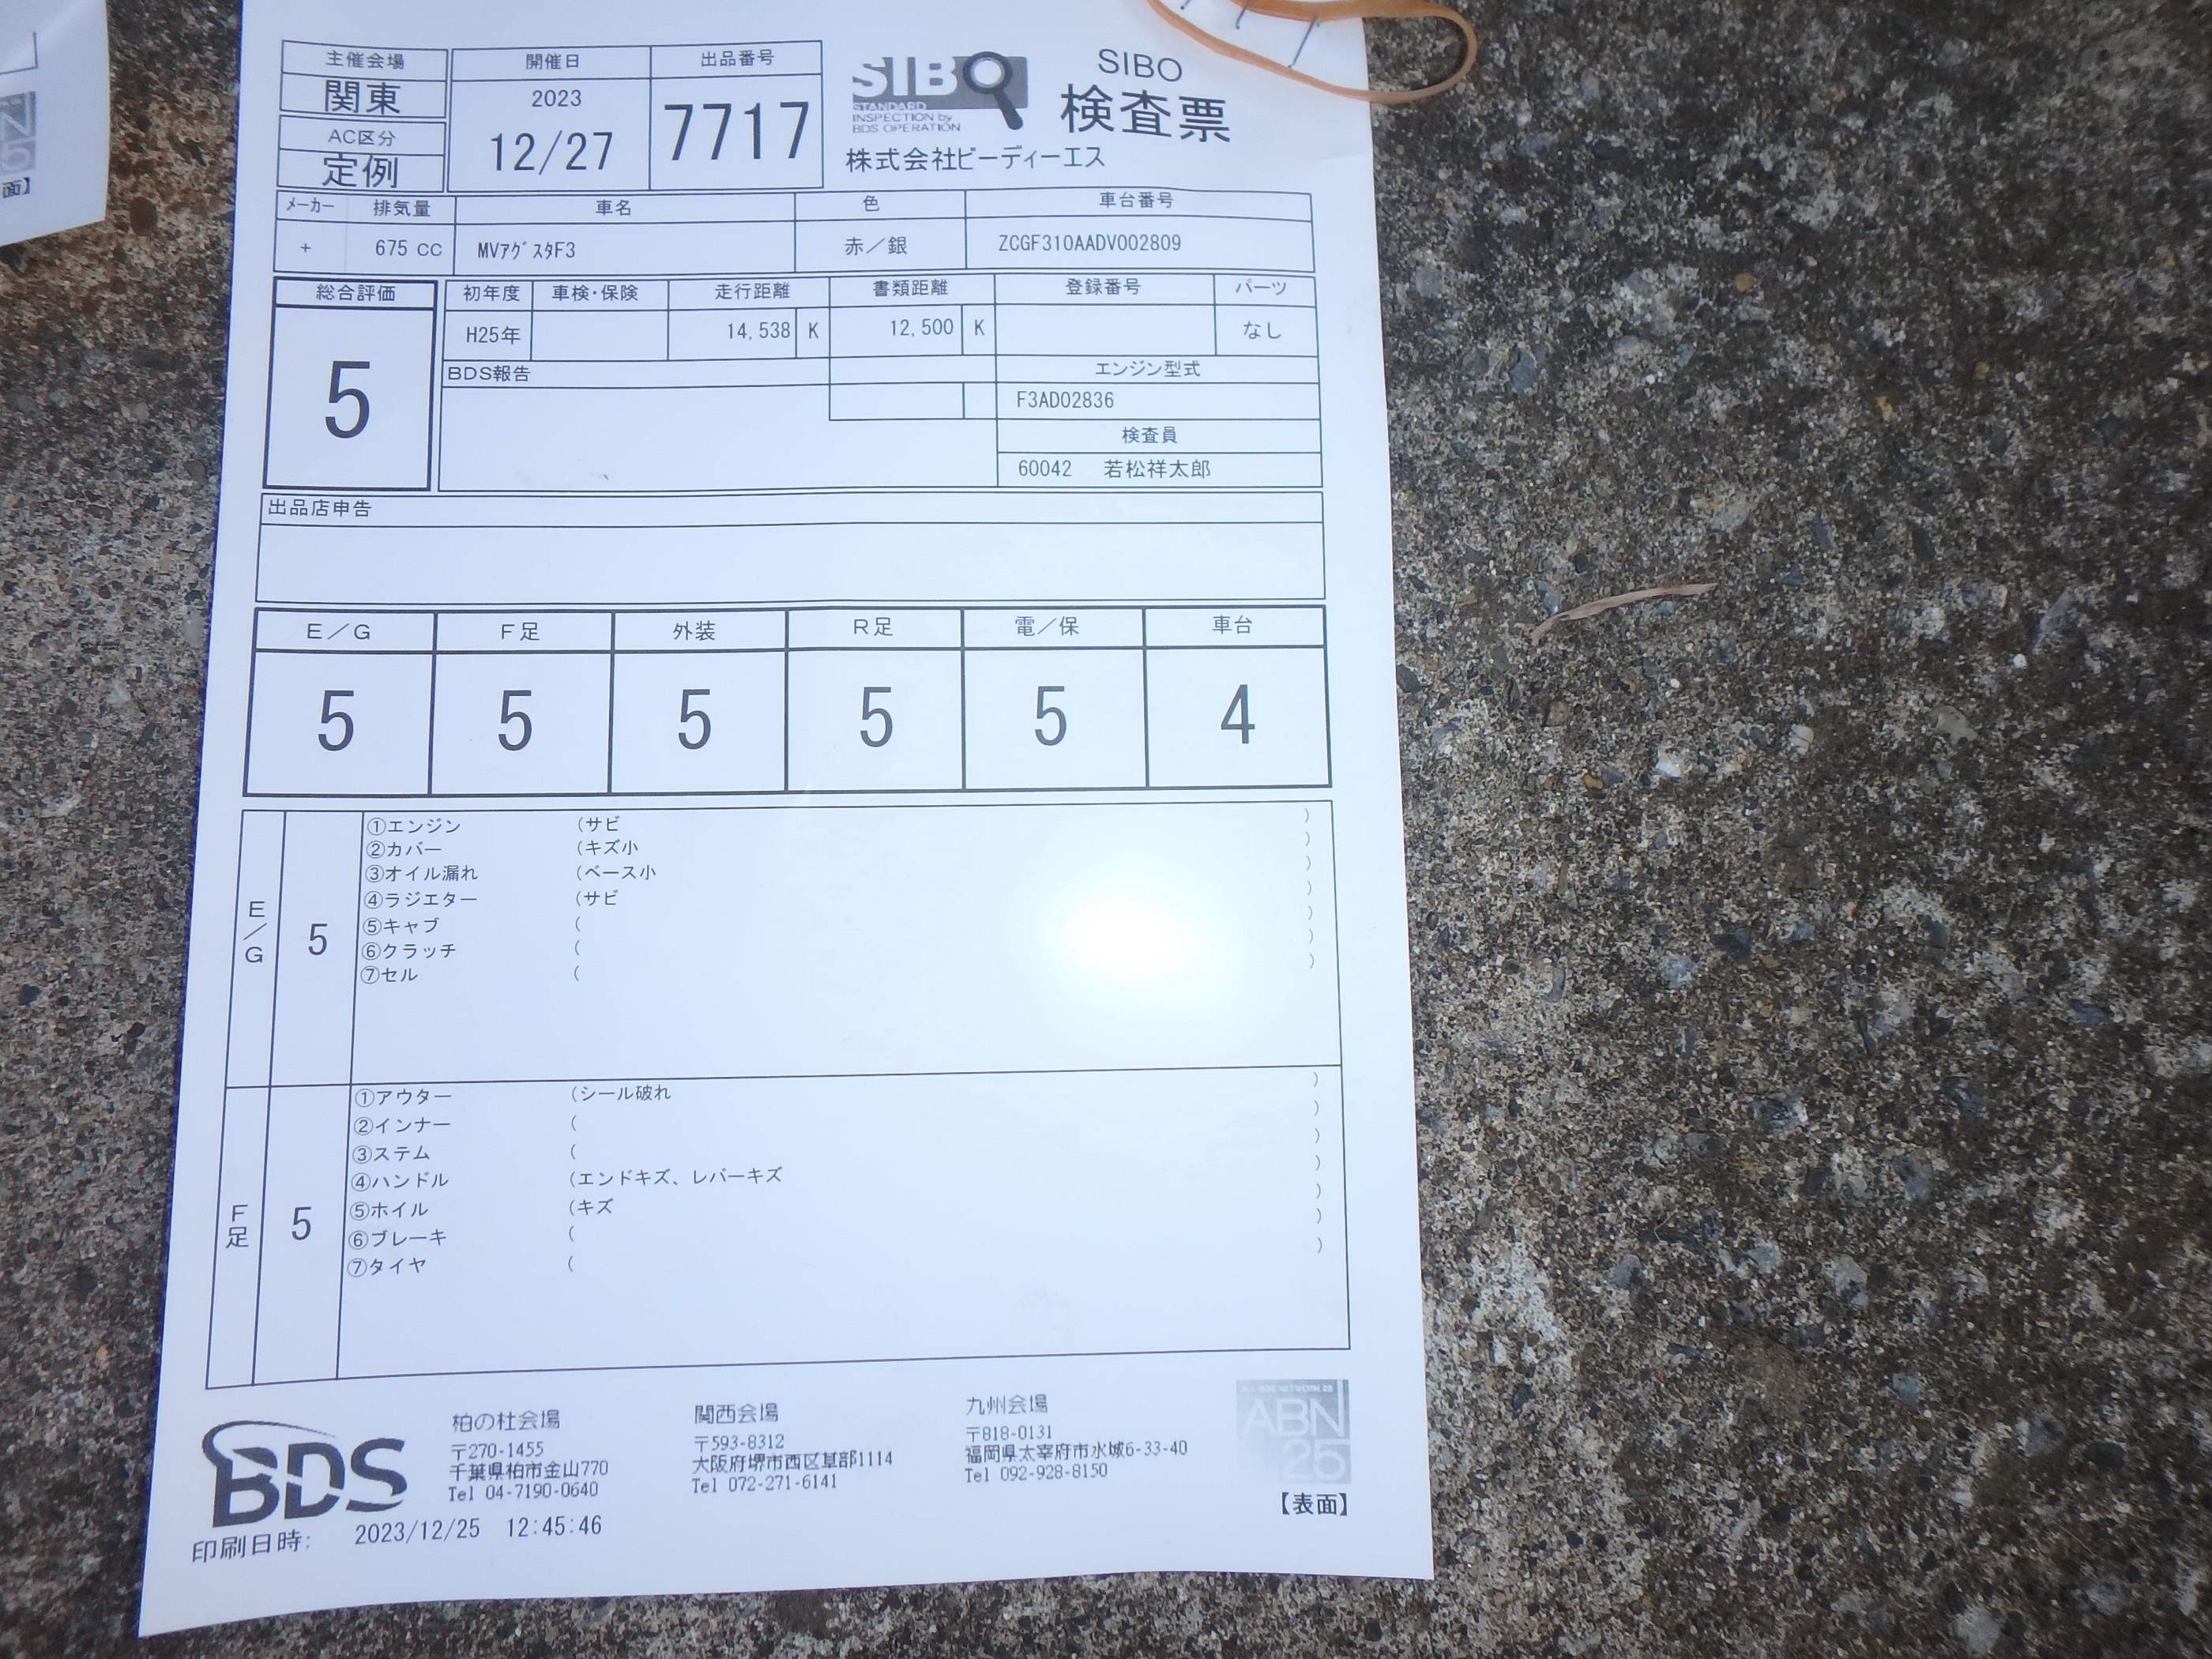 主催会場
関東
AC区分
定例
開催日
2023
12/27
出品番号
7717
SIBO
STANDARD
INSPECTION by
BDS OPERATION
SIBO
検査票
株式会社ビーディーエス
メーカー 排気量 車名 色 車台番号
+ 675 CC MVアグスタF3 赤／銀 ZCGF310AADV002809
総合評価
5
初年度 車検・保険 走行距離 書類距離 登録番号 パーツ
H25年 14,538 K 12,500 K なし
BDS報告
エンジン型式
F3AD02836
検査員
60042 若松祥太郎
出品店申告
E／G F足 外装 R足 電／保 車台
5 5 5 5 5 4
E／G
5
①エンジン （サビ ）
②カバー （キズ小 ）
③オイル漏れ （ベース小 ）
④ラジエター （サビ ）
⑤キャブ （ ）
⑥クラッチ （ ）
⑦セル （ ）
F足
5
①アウター （シール破れ ）
②インナー （ ）
③ステム （ ）
④ハンドル （エンドキズ、レバーキズ ）
⑤ホイル （キズ ）
⑥ブレーキ （ ）
⑦タイヤ （ ）
BDS
柏の杜会場
〒270-1455
千葉県柏市金山770
Tel 04-7190-0640
関西会場
〒593-8312
大阪府堺市西区草部1114
Tel 072-271-6141
九州会場
〒818-0131
福岡県太宰府市水城6-33-40
Tel 092-928-8150
ABN
25
【表面】
印刷日時: 2023/12/25 12:45:46
N
5
面】